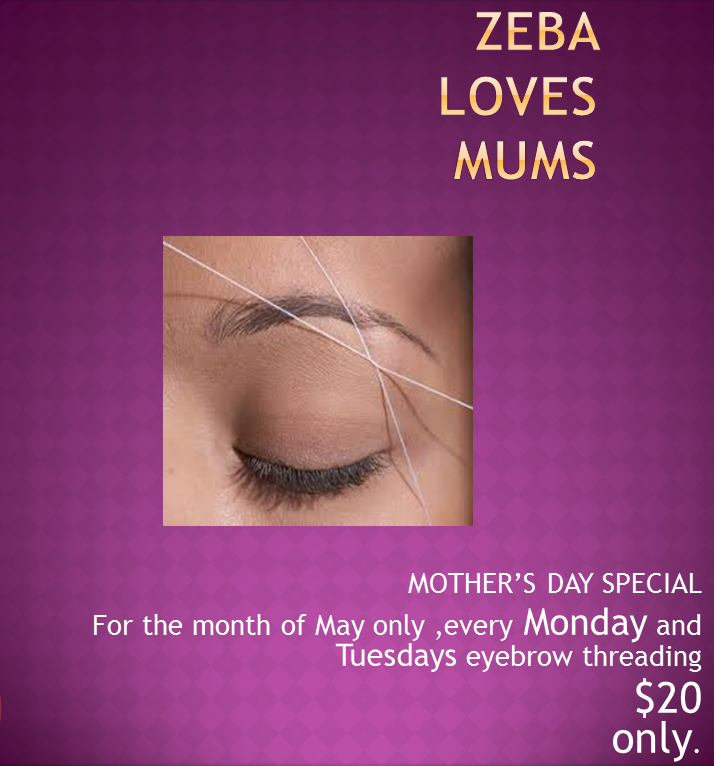 ZEBA
LOVES
MUMS
MOTHER’S DAY SPECIAL
For the month of May only ,every Monday and
Tuesdays eyebrow threading
$20
only.